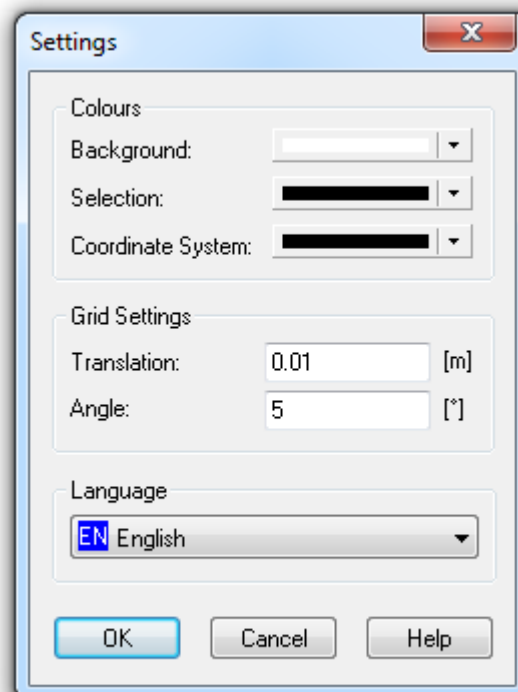 Settings
Colours
Background:
Selection:
Coordinate System:
Grid Settings
Translation: 0.01 [m]
Angle: 5 [°]
Language
EN English
OK Cancel Help